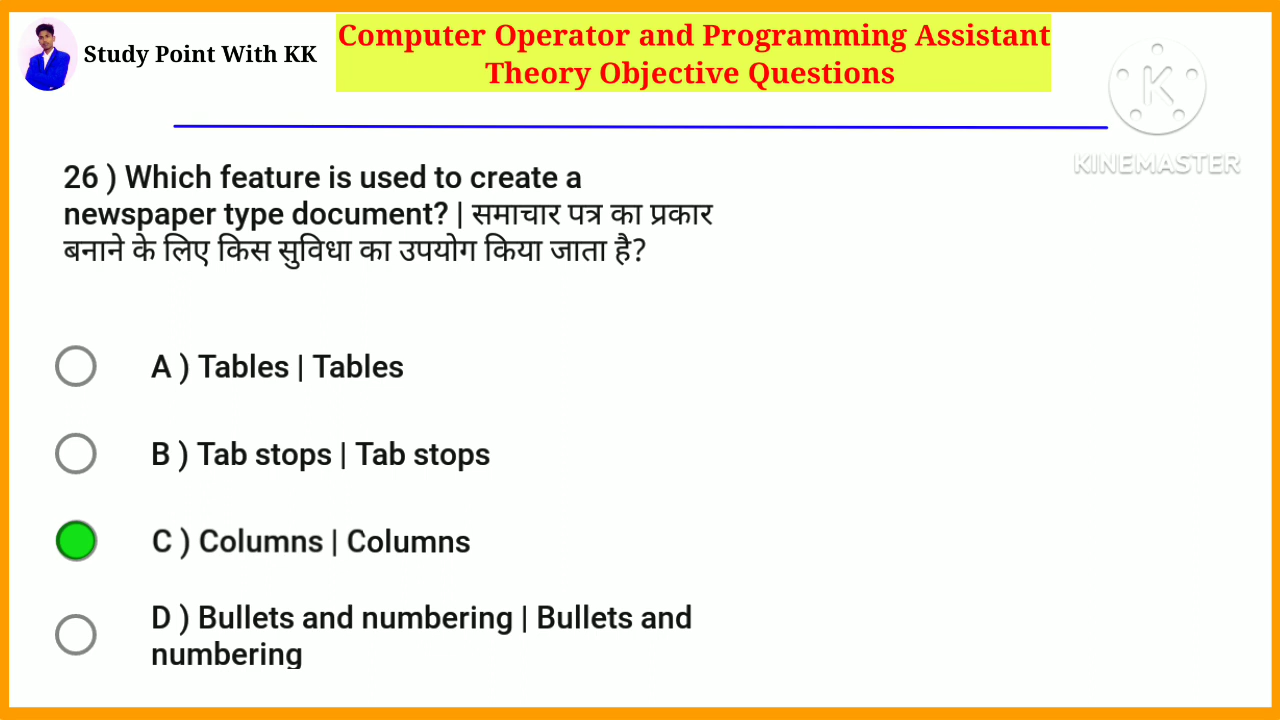 Study Point With KK
Computer Operator and Programming Assistant
Theory Objective Questions
K
KINEMASTER
26 ) Which feature is used to create a
newspaper type document? | समाचार पत्र का प्रकार
बनाने के लिए किस सुविधा का उपयोग किया जाता है?
A ) Tables | Tables
B ) Tab stops | Tab stops
C ) Columns | Columns
D ) Bullets and numbering | Bullets and
numbering